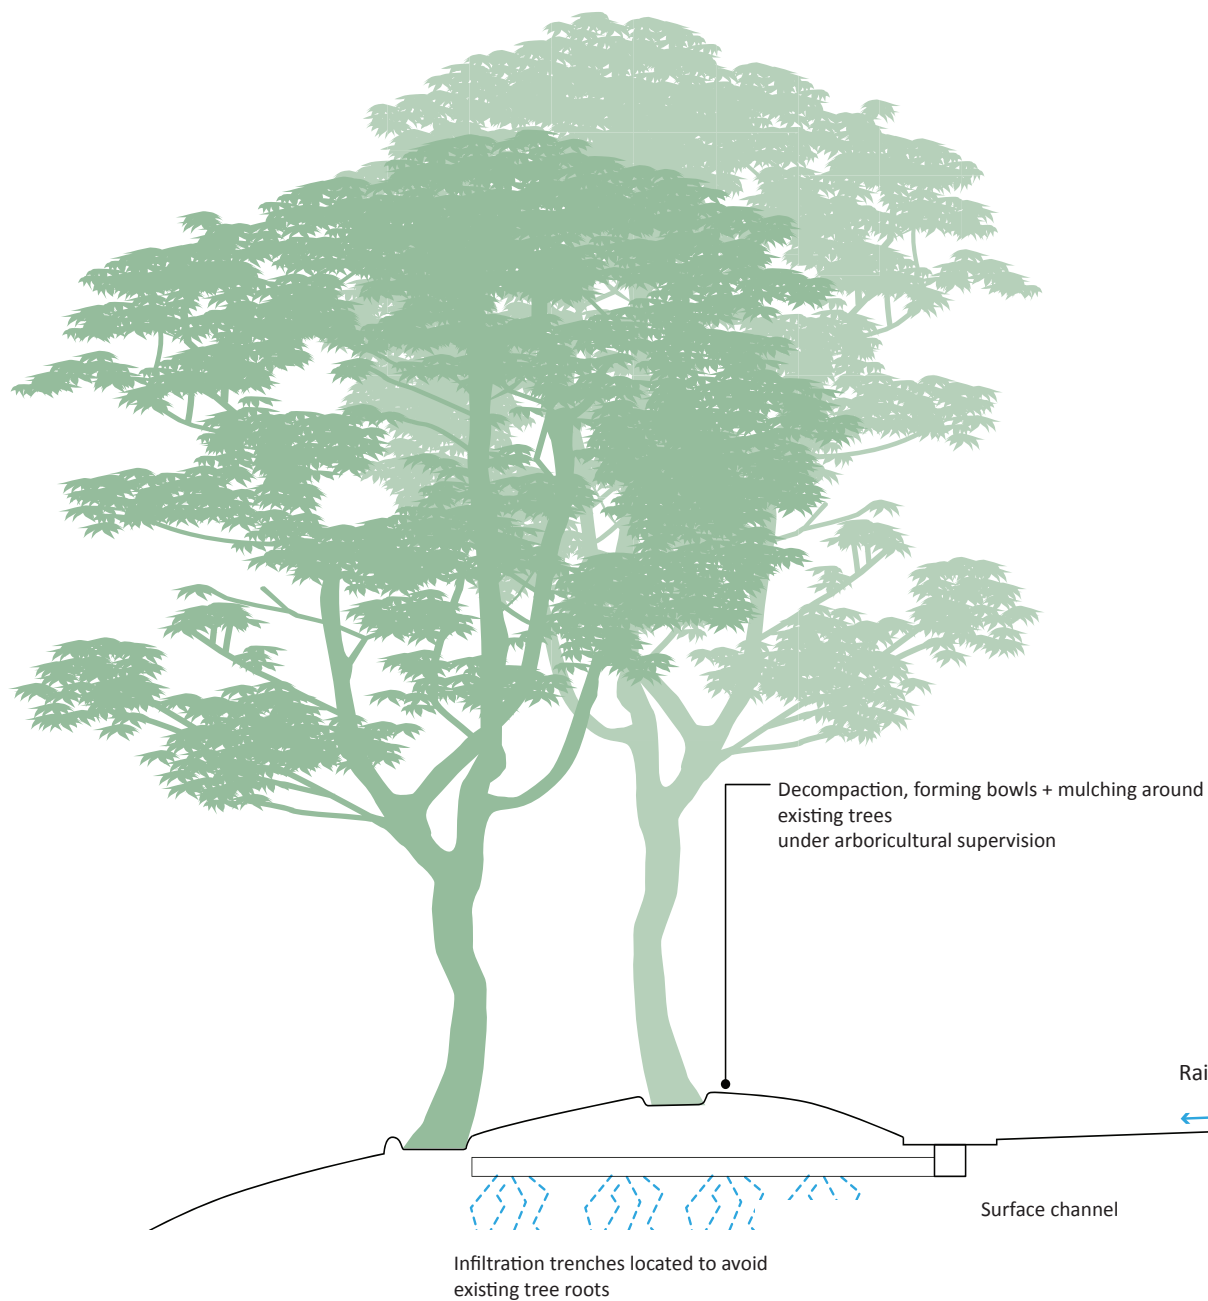 Decompaction, forming bowls + mulching around
existing trees
under arboricultural supervision
Rai
Surface channel
Infiltration trenches located to avoid
existing tree roots